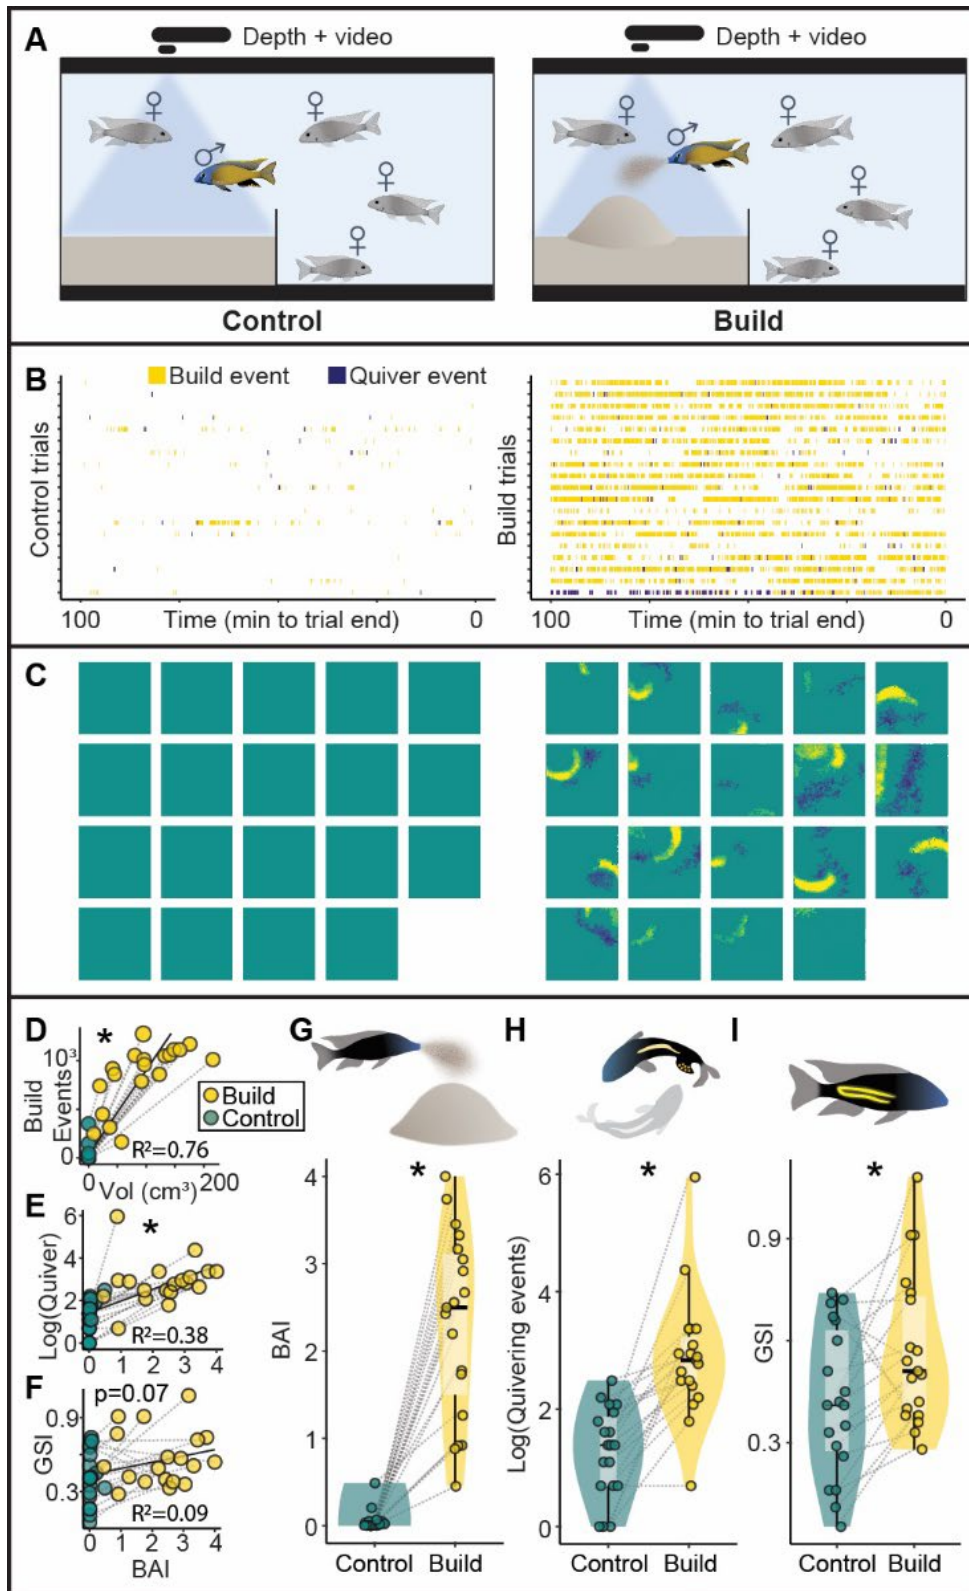 A
Depth + video
Depth + video
♀ ♂ ♀ ♀ ♀
♀ ♂ ♀ ♀ ♀
Control
Build
B
Build event
Quiver event
Control trials
100
Time (min to trial end)
0
Build trials
100
Time (min to trial end)
0
C
D
*
10³
0
Build
Events
R²=0.76
0
Vol (cm³)
200
Build
Control
E
*
6
4
2
0
Log(Quiver)
R²=0.38
0 1 2 3 4
F
p=0.07
0.9
0.3
GSI
R²=0.09
0 1 2 3 4
BAI
G
*
4
3
2
1
0
BAI
Control Build
H
*
6
4
2
0
Log(Quivering events)
Control Build
I
*
0.9
0.3
GSI
Control Build